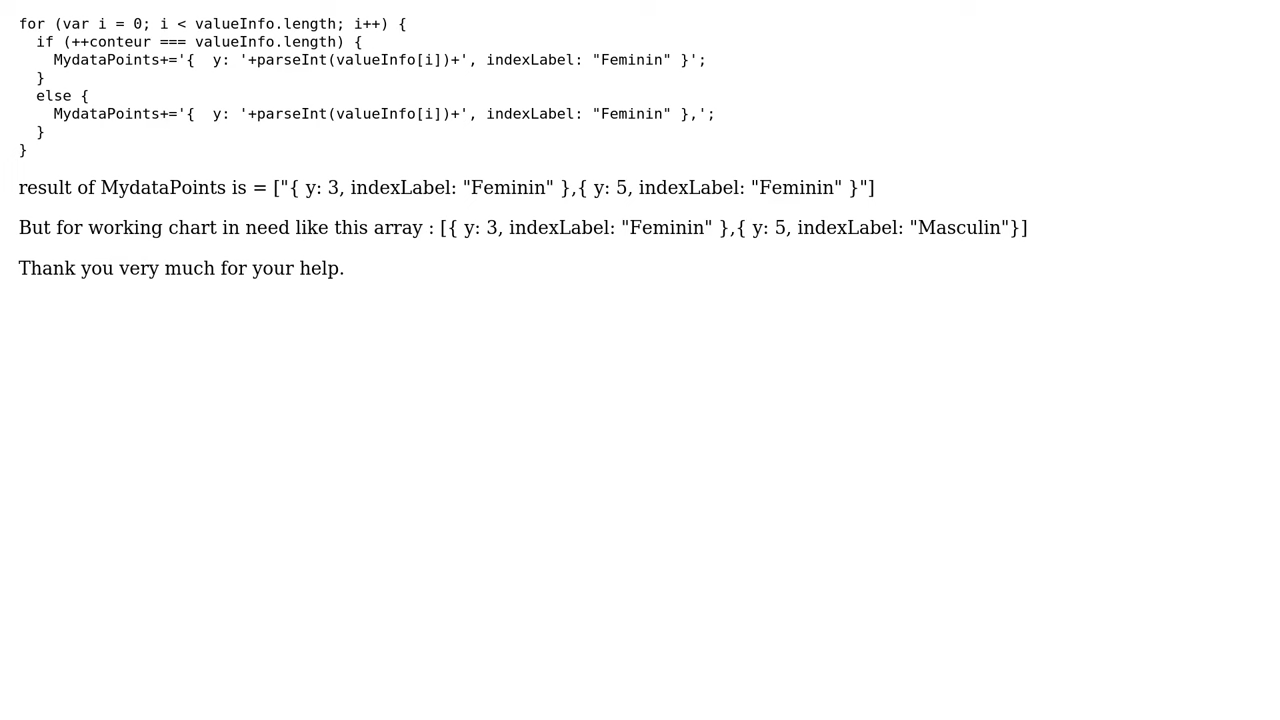 for (var i = 0; i < valueInfo.length; i++) {
  if (++conteur === valueInfo.length) {
    MydataPoints+='{  y: '+parseInt(valueInfo[i])+', indexLabel: "Feminin" }';
  }
  else {
    MydataPoints+='{  y: '+parseInt(valueInfo[i])+', indexLabel: "Feminin" },';
  }
}
result of MydataPoints is = ["{ y: 3, indexLabel: "Feminin" },{ y: 5, indexLabel: "Feminin" }"]
But for working chart in need like this array : [{ y: 3, indexLabel: "Feminin" },{ y: 5, indexLabel: "Masculin"}]
Thank you very much for your help.